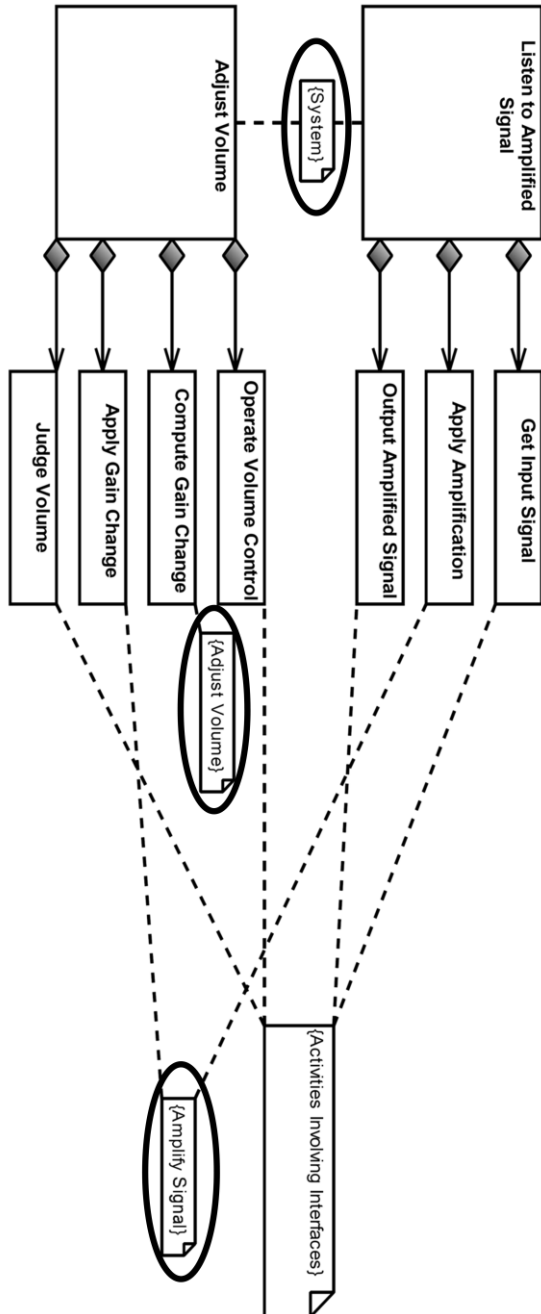 Listen to Amplified
Signal
Get Input Signal
Apply Amplification
Output Amplified Signal
{System}
{Activities Involving Interfaces}
Adjust Volume
Operate Volume Control
{Adjust Volume}
Compute Gain Change
{Amplify Signal}
Apply Gain Change
Judge Volume